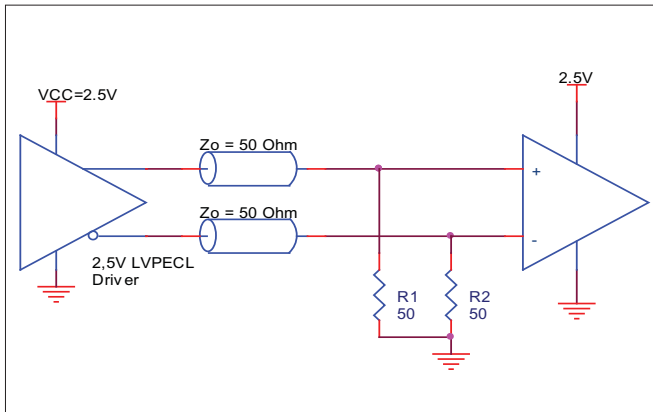 VCC=2.5V
2.5V
Zo = 50 Ohm
Zo = 50 Ohm
+
-
2,5V LVPECL
Driver
R1
50
R2
50